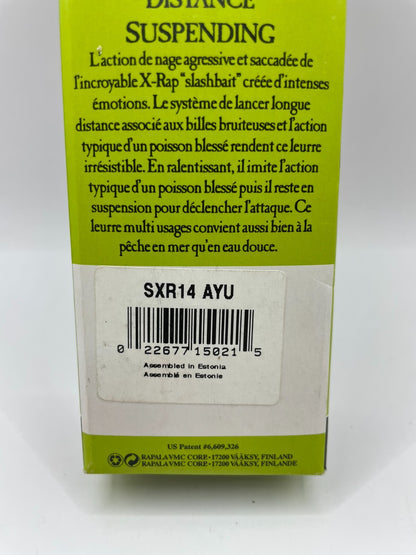 DISTANCE
SUSPENDING
L'action de nage agressive et saccadée de
l'incroyable X-Rap "slashbait" créée d'intenses
émotions. Le système de lancer longue
distance associé aux billes bruiteuses et l'action
typique d'un poisson blessé rendent ce leurre
irrésistible. En ralentissant, il imite l'action
typique d'un poisson blessé puis il reste en
suspension pour déclencher l'attaque. Ce
leurre multi usages convient aussi bien à la
pêche en mer qu'en eau douce.
SXR14 AYU
0 22677 15021 5
Assembled in Estonia
Assemblé en Estonie
US Patent #6,609,326
RAPALA VMC CORP. - 17200 VÄÄKSY, FINLAND
RAPALA VMC CORP. - 17200 VÄÄKSY, FINLANDE